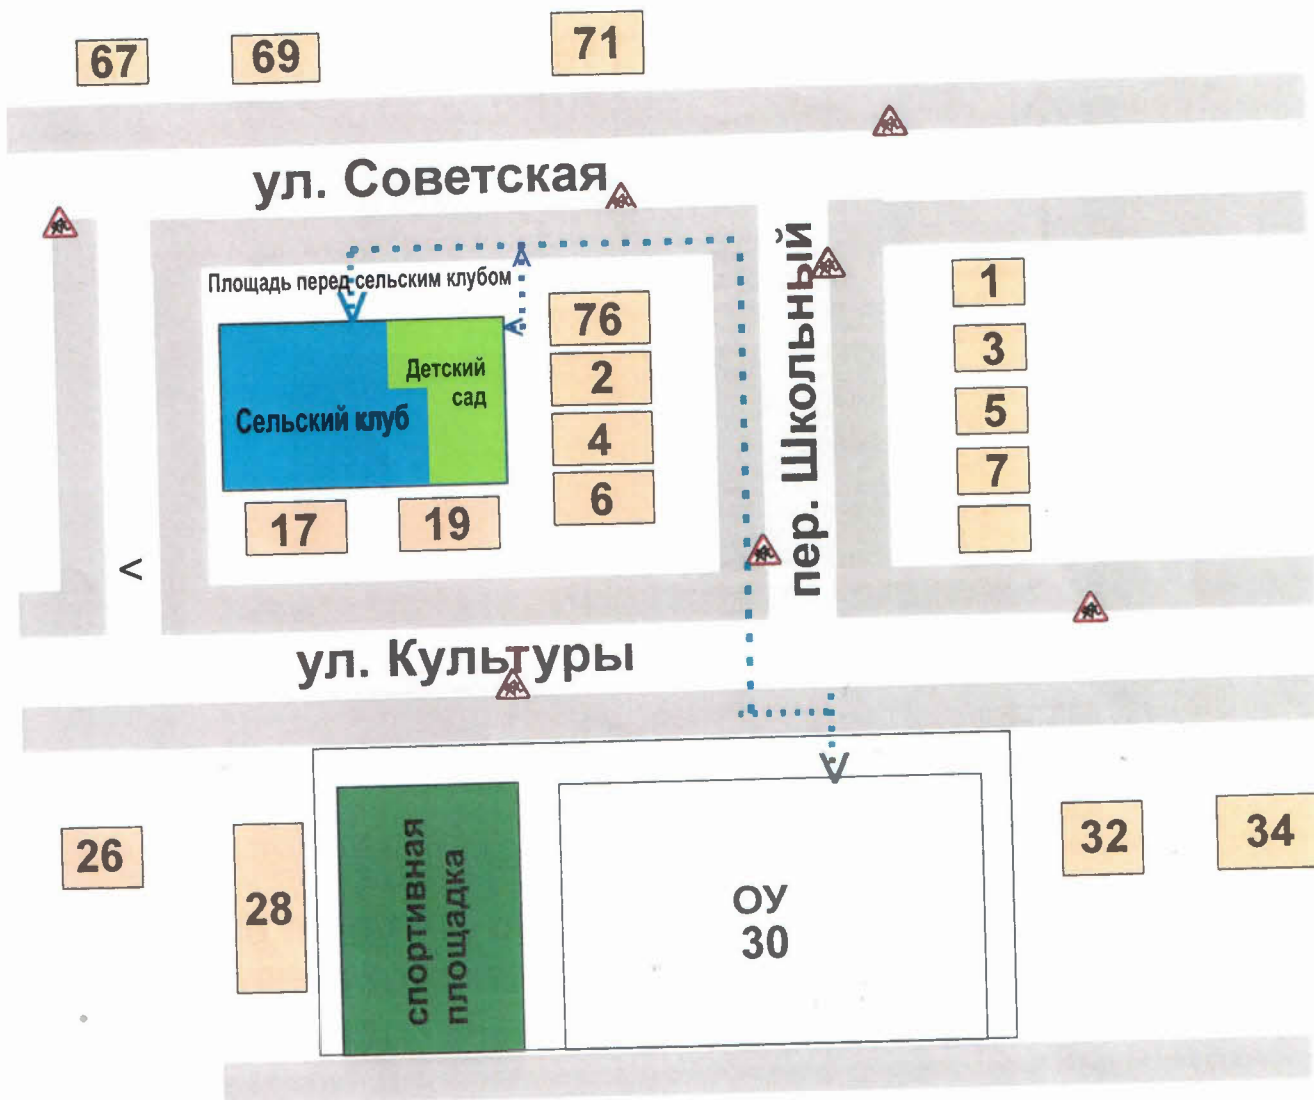 67
69
71
ул. Советская
Площадь перед сельским клубом
Детский
сад
Сельский клуб
76
2
4
6
17
19
пер. Школьный
1
3
5
7
<
ул. Культуры
26
28
спортивная
площадка
ОУ
30
32
34